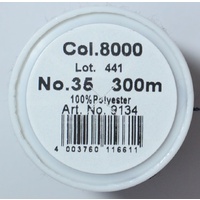 Col.8000
Lot. 441
No.35 300m
100%Polyester
Art. No. 9134
4 003760 116611